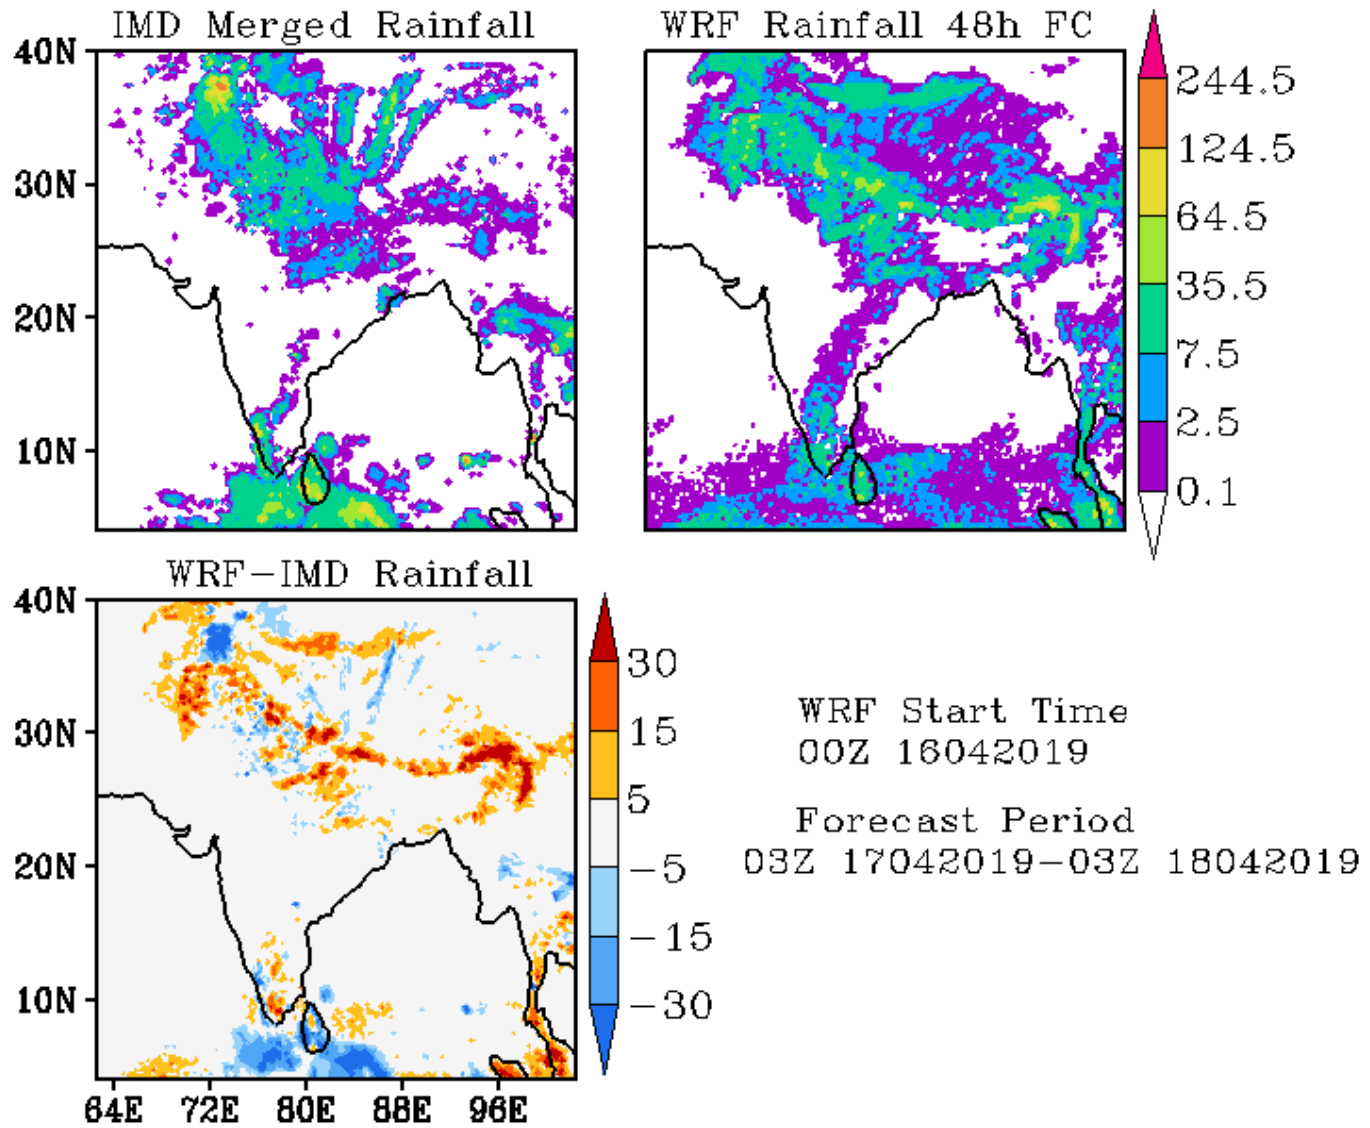 IMD Merged Rainfall
WRF Rainfall 48h FC
40N
30N
20N
10N
244.5
124.5
64.5
35.5
7.5
2.5
0.1
WRF-IMD Rainfall
40N
30N
20N
10N
64E 72E 80E 88E 96E
30
15
5
-5
-15
-30
WRF Start Time
00Z 16042019
Forecast Period
03Z 17042019-03Z 18042019